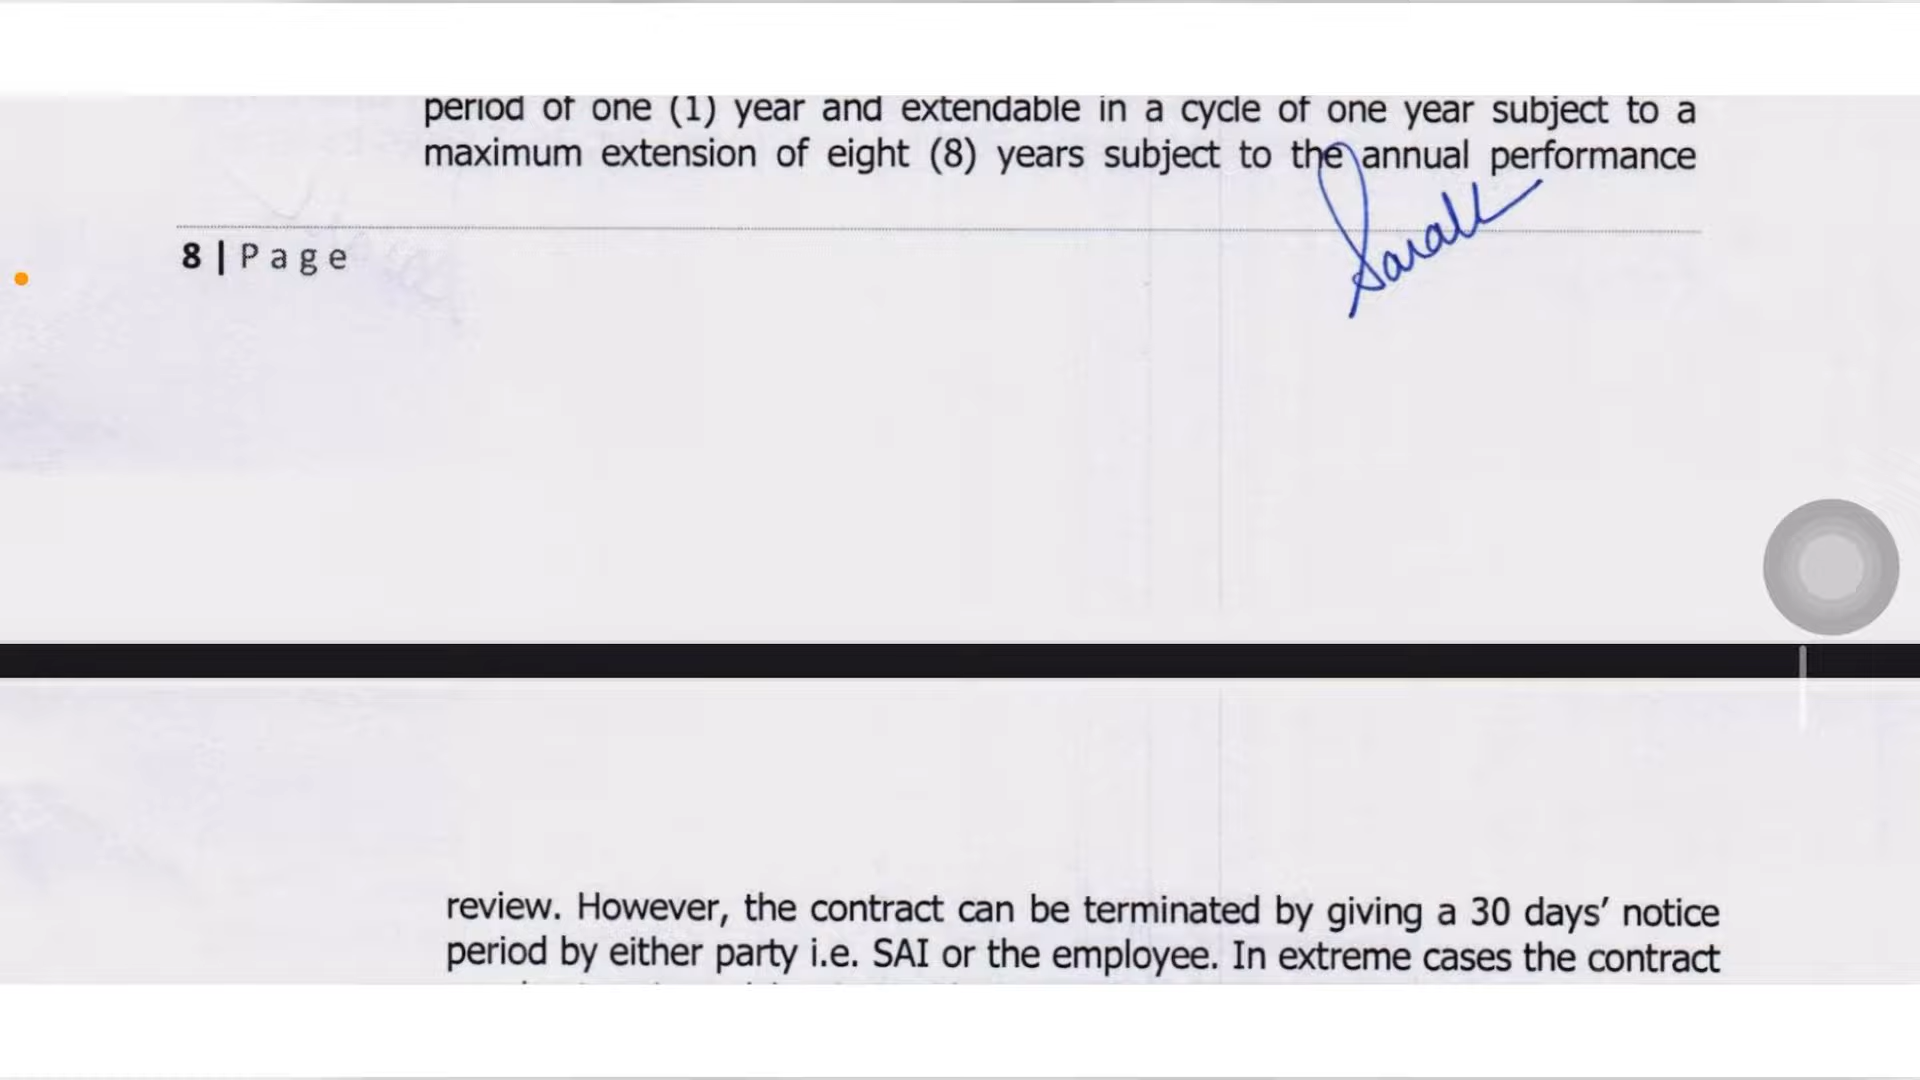 period of one (1) year and extendable in a cycle of one year subject to a
maximum extension of eight (8) years subject to the annual performance
8 | Page
review. However, the contract can be terminated by giving a 30 days’ notice
period by either party i.e. SAI or the employee. In extreme cases the contract